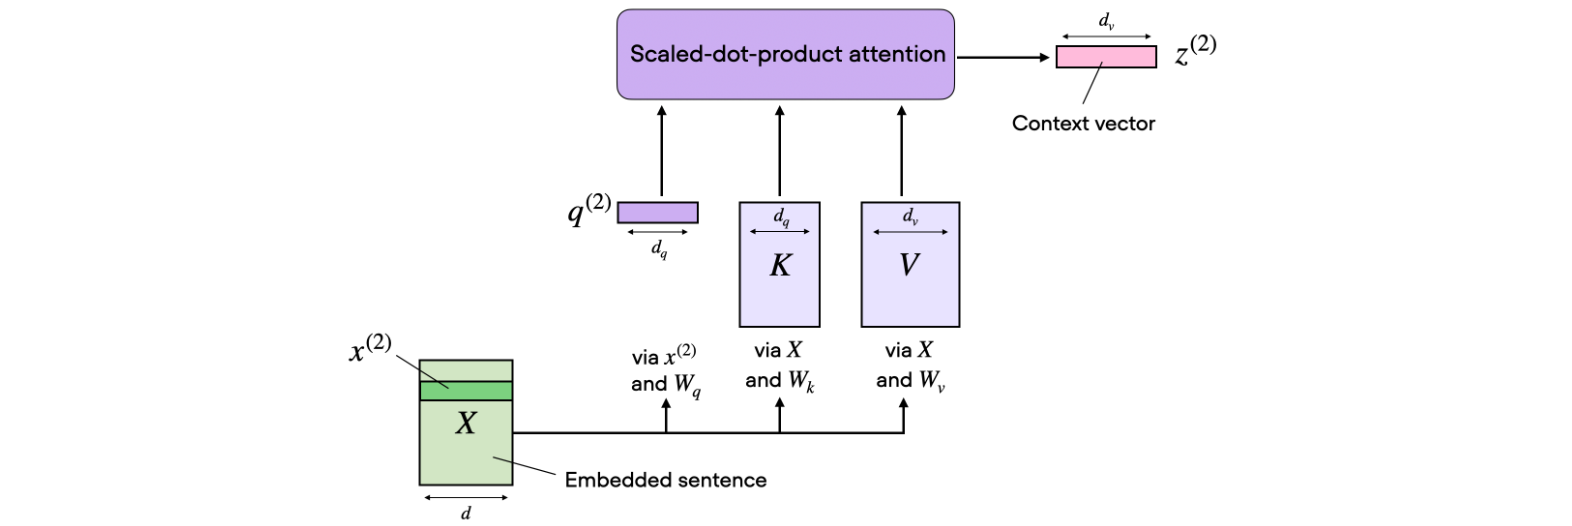 d_v
Scaled-dot-product attention
z^(2)
Context vector
q^(2)
d_q
d_q
K
d_v
V
x^(2)
via x^(2)
and W_q
via X
and W_k
via X
and W_v
X
Embedded sentence
d